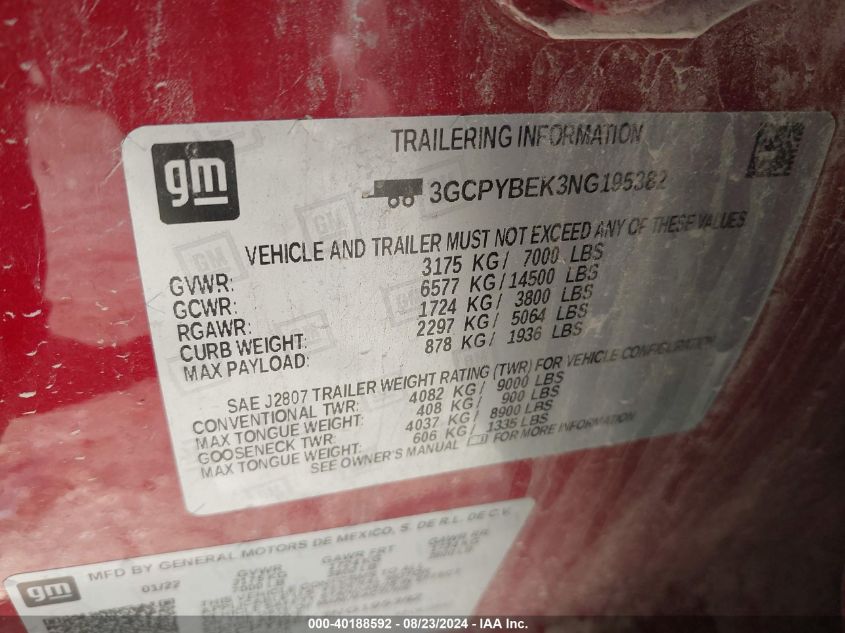 gm
TRAILERING INFORMATION
3GCPYBEK3NG195382
VEHICLE AND TRAILER MUST NOT EXCEED ANY OF THESE VALUES
GVWR: 3175 KG/ 7000 LBS
GCWR: 6577 KG/14500 LBS
RGAWR: 1724 KG/ 3800 LBS
CURB WEIGHT: 2297 KG/ 5064 LBS
MAX PAYLOAD: 878 KG/ 1936 LBS
SAE J2807 TRAILER WEIGHT RATING (TWR) FOR VEHICLE CONFIGURATION
CONVENTIONAL TWR: 4082 KG/ 9000 LBS
MAX TONGUE WEIGHT: 408 KG/ 900 LBS
GOOSENECK TWR: 4037 KG/ 8900 LBS
MAX TONGUE WEIGHT: 606 KG/ 1335 LBS
SEE OWNER'S MANUAL FOR MORE INFORMATION
gm
MFD BY GENERAL MOTORS DE MEXICO, S. DE R.L. DE C.V.
01/22 GVWR GAWR FRT GAWR RR
000-40188592 - 08/23/2024 - IAA Inc.